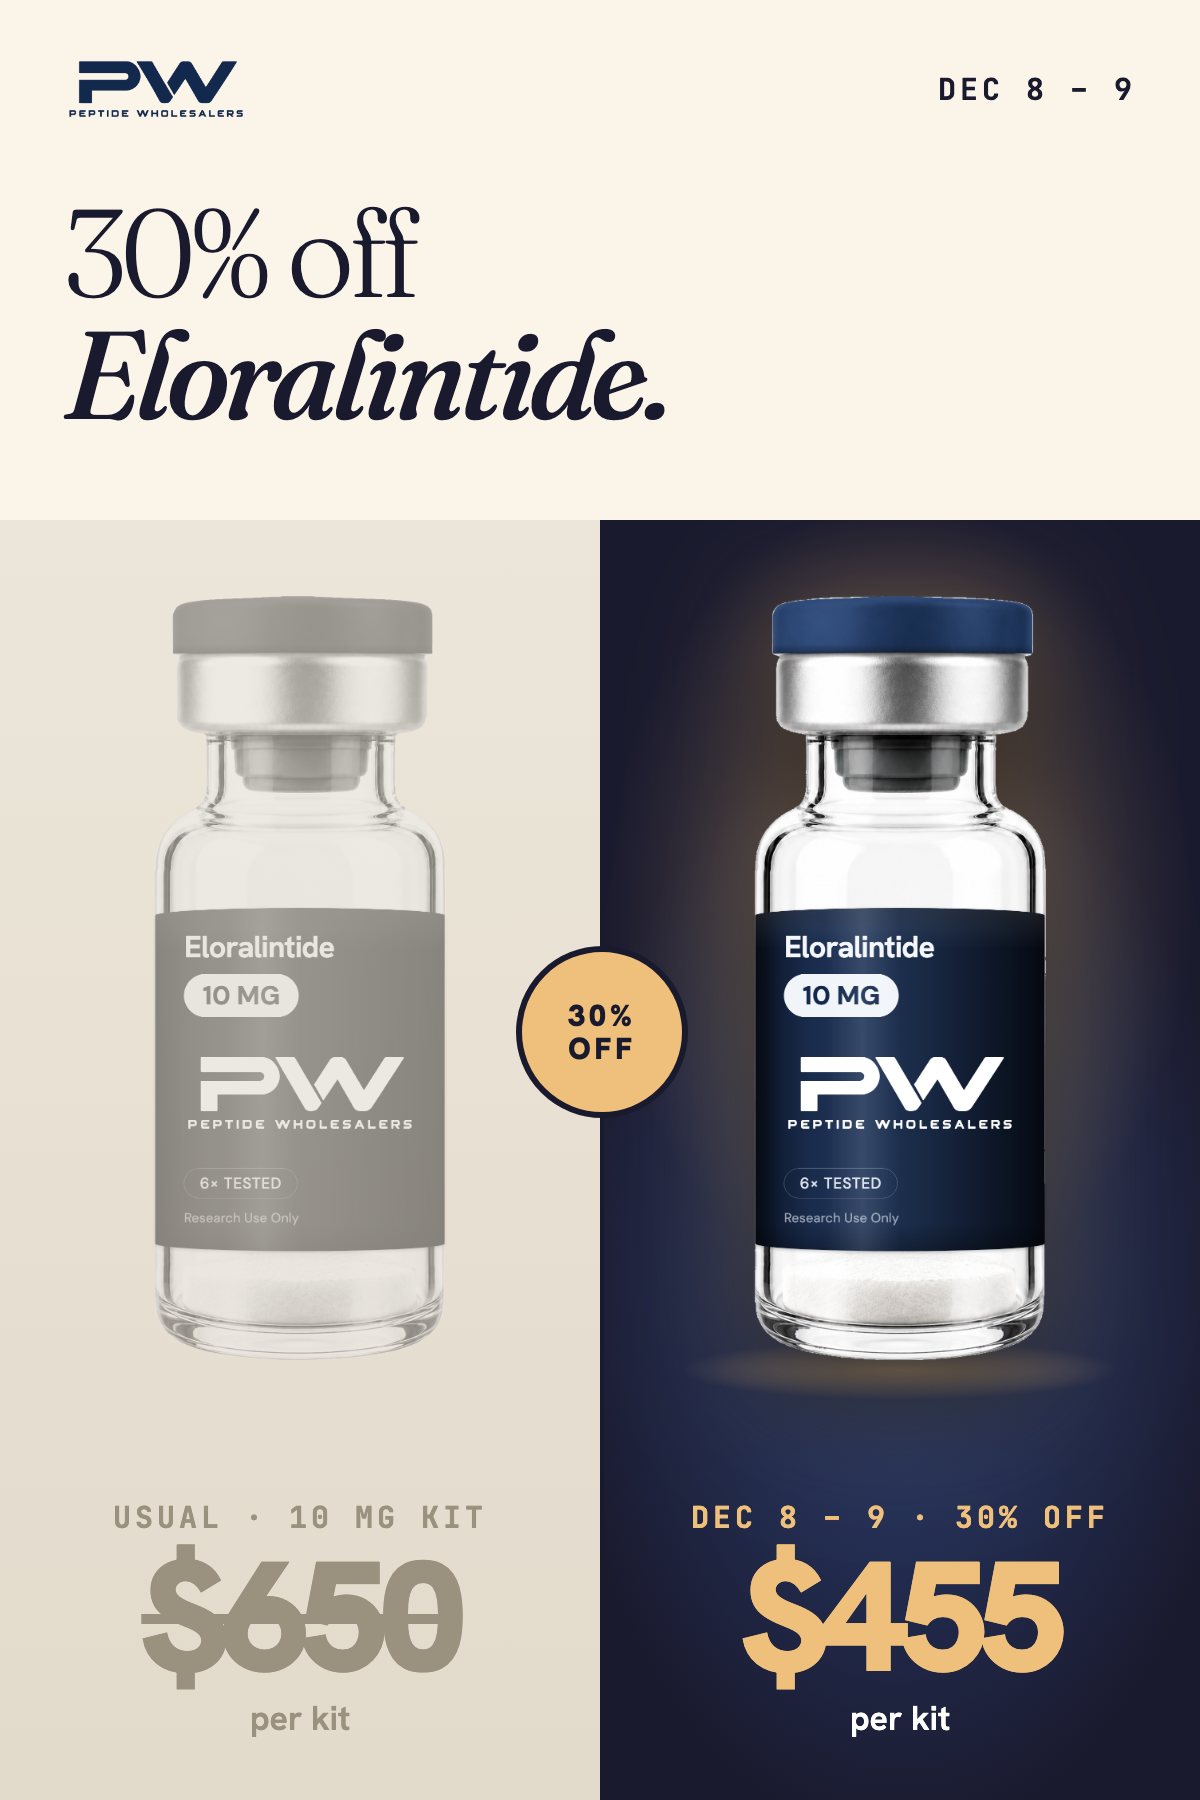 PW
PEPTIDE WHOLESALERS
DEC 8 – 9
30% off
Eloralintide.
Eloralintide
10 MG
PW
PEPTIDE WHOLESALERS
6× TESTED
Research Use Only
30%
OFF
Eloralintide
10 MG
PW
PEPTIDE WHOLESALERS
6× TESTED
Research Use Only
USUAL · 10 MG KIT
$650
per kit
DEC 8 – 9 · 30% OFF
$455
per kit